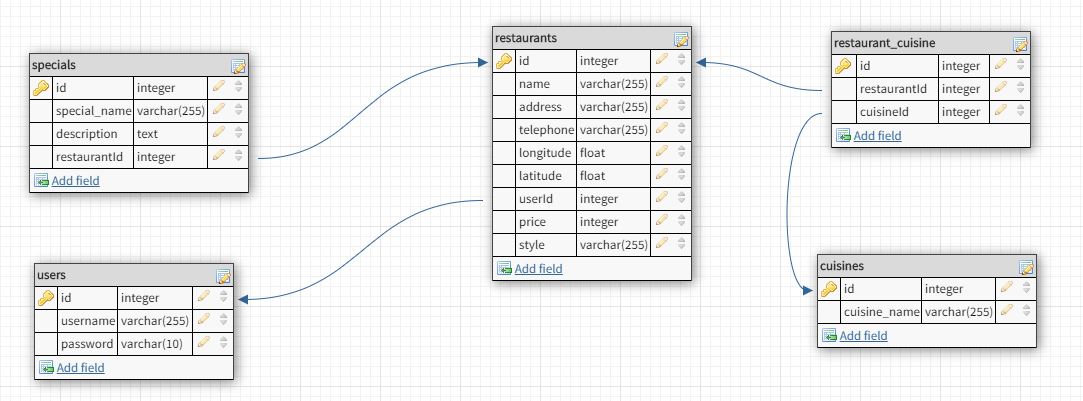 specials
id integer
special_name varchar(255)
description text
restaurantId integer
Add field
users
id integer
username varchar(255)
password varchar(10)
Add field
restaurants
id integer
name varchar(255)
address varchar(255)
telephone varchar(255)
longitude float
latitude float
userId integer
price integer
style varchar(255)
Add field
restaurant_cuisine
id integer
restaurantId integer
cuisineId integer
Add field
cuisines
id integer
cuisine_name varchar(255)
Add field